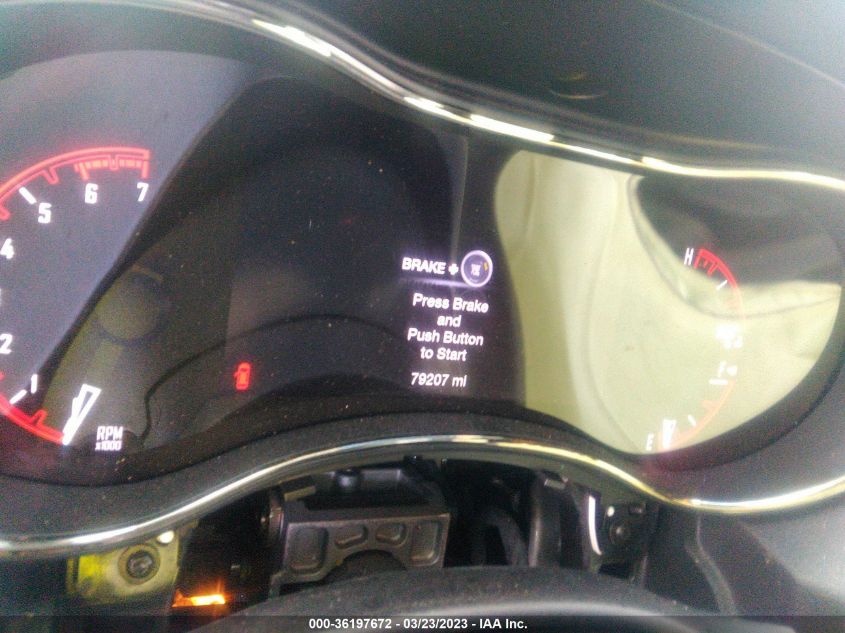 7
6
5
4
2
1
RPM
x1000
BRAKE +
Press Brake
and
Push Button
to Start
79207 mi
H
E
000-36197672 - 03/23/2023 - IAA Inc.